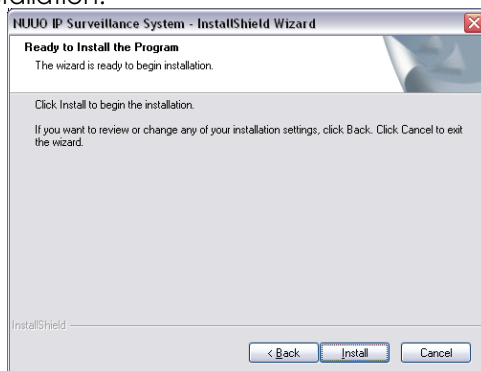 NUUO IP Surveillance System - InstallShield Wizard
Ready to Install the Program
The wizard is ready to begin installation.
Click Install to begin the installation.
If you want to review or change any of your installation settings, click Back. Click Cancel to exit
the wizard.
InstallShield
< Back Install Cancel